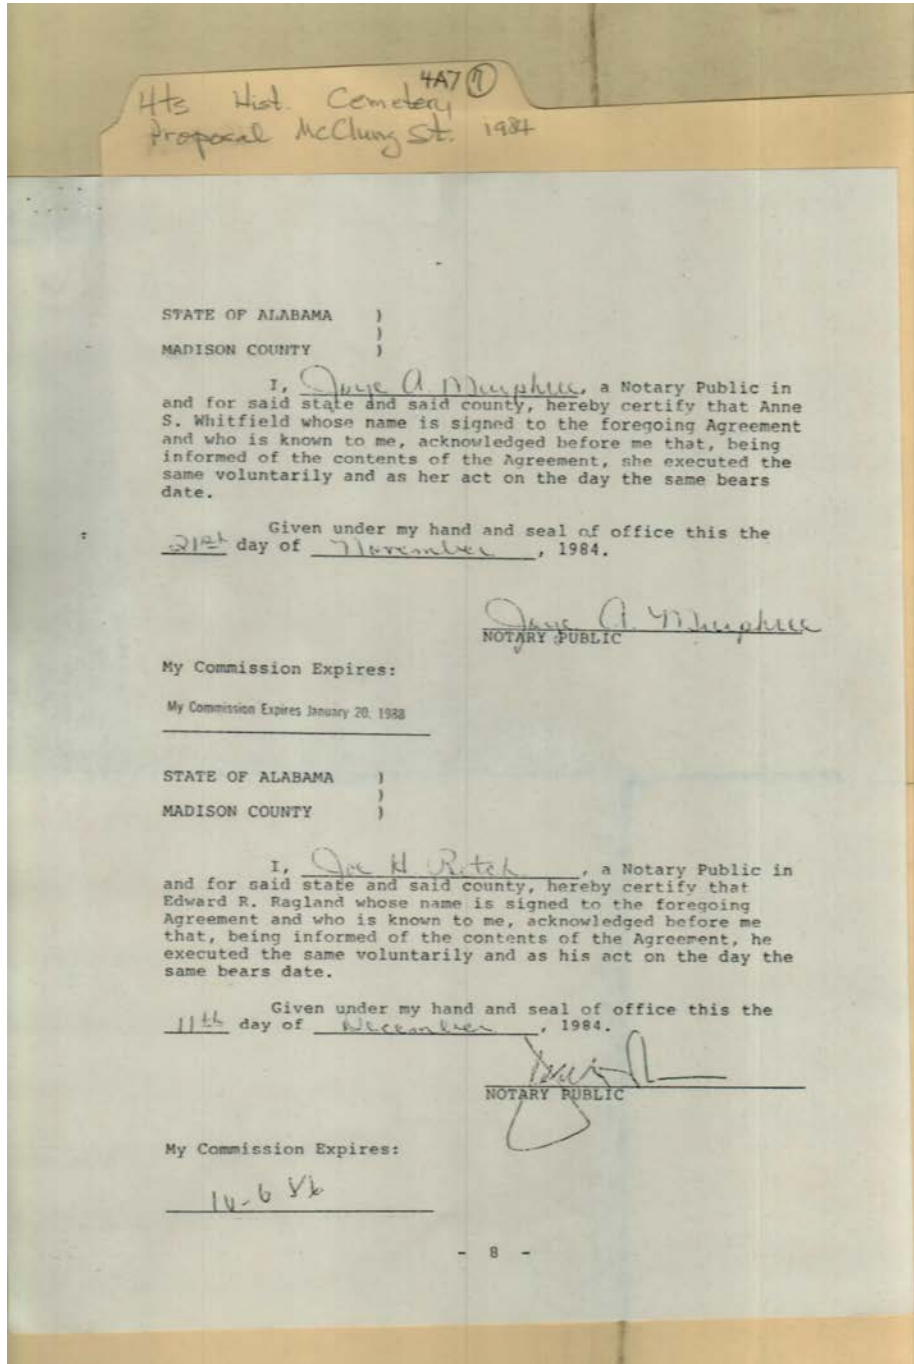 4A7 7
Hts Hist. Cemetery
Proposal McClung St. 1984
STATE OF ALABAMA )
)
MADISON COUNTY )
I, Joye A Murphree, a Notary Public in
and for said state and said county, hereby certify that Anne
S. Whitfield whose name is signed to the foregoing Agreement
and who is known to me, acknowledged before me that, being
informed of the contents of the Agreement, she executed the
same voluntarily and as her act on the day the same bears
date.
Given under my hand and seal of office this the
21st day of November, 1984.
A. Murphree
NOTARY PUBLIC
My Commission Expires:
My Commission Expires January 20, 1988
STATE OF ALABAMA )
)
MADISON COUNTY )
I, Joe H Ritch, a Notary Public in
and for said state and said county, hereby certify that
Edward R. Ragland whose name is signed to the foregoing
Agreement and who is known to me, acknowledged before me
that, being informed of the contents of the Agreement, he
executed the same voluntarily and as his act on the day the
same bears date.
Given under my hand and seal of office this the
11th day of December, 1984.
NOTARY PUBLIC
My Commission Expires:
- 8 -